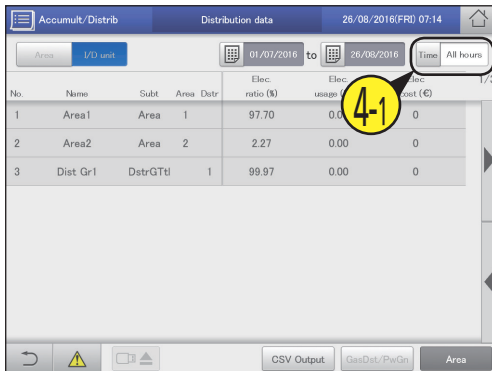 Accumult/Distrib Distribution data 26/08/2016(FRI) 07:14
Area I/D unit 01/07/2016 to 26/08/2016 Time All hours
No. Name Subt Area Dstr Elec. ratio (%) Elec. usage Elec cost (€) 1/
1 Area1 Area 1 97.70 0.0 0
2 Area2 Area 2 2.27 0.00 0
3 Dist Gr1 DstrGTtl 1 99.97 0.00 0
4-1
CSV Output GasDst/PwGn Area